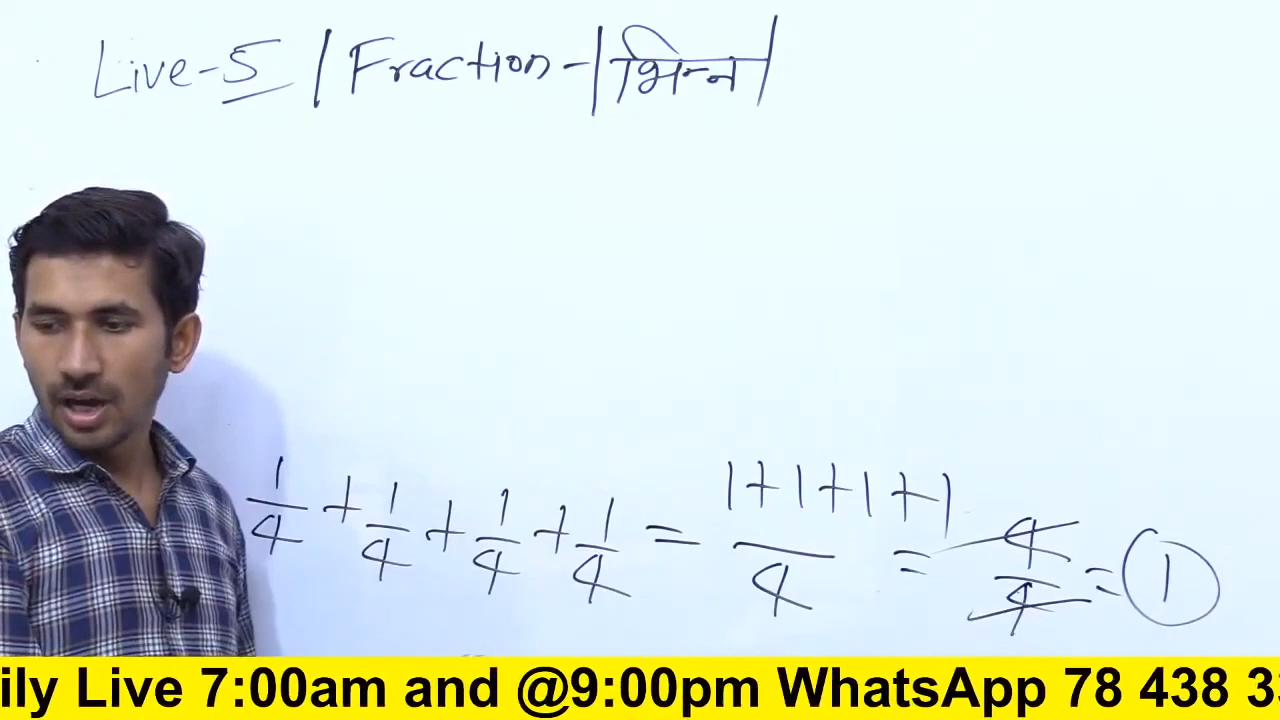 Live-5 | Fraction - | भिन्न |
1/4 + 1/4 + 1/4 + 1/4 = 1+1+1+1/4 = 4/4 = 1
ily Live 7:00am and @9:00pm WhatsApp 78 438 33